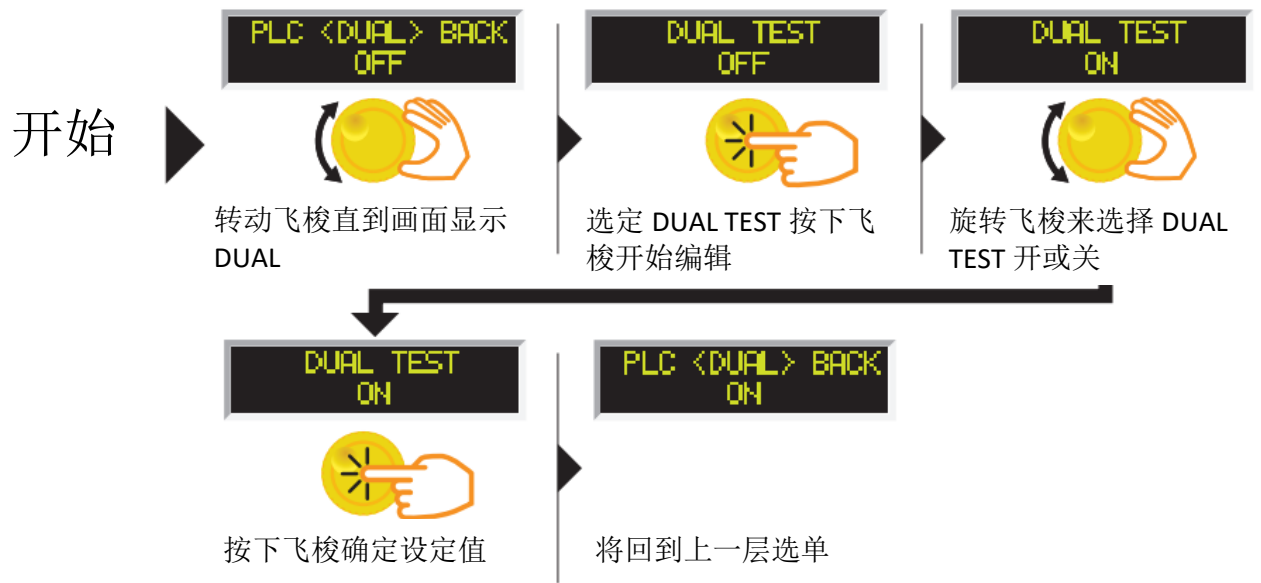 开始
PLC <DUAL> BACK
OFF
转动飞梭直到画面显示
DUAL
DUAL TEST
OFF
选定 DUAL TEST 按下飞
梭开始编辑
DUAL TEST
ON
旋转飞梭来选择 DUAL
TEST 开或关
DUAL TEST
ON
按下飞梭确定设定值
PLC <DUAL> BACK
ON
将回到上一层选单